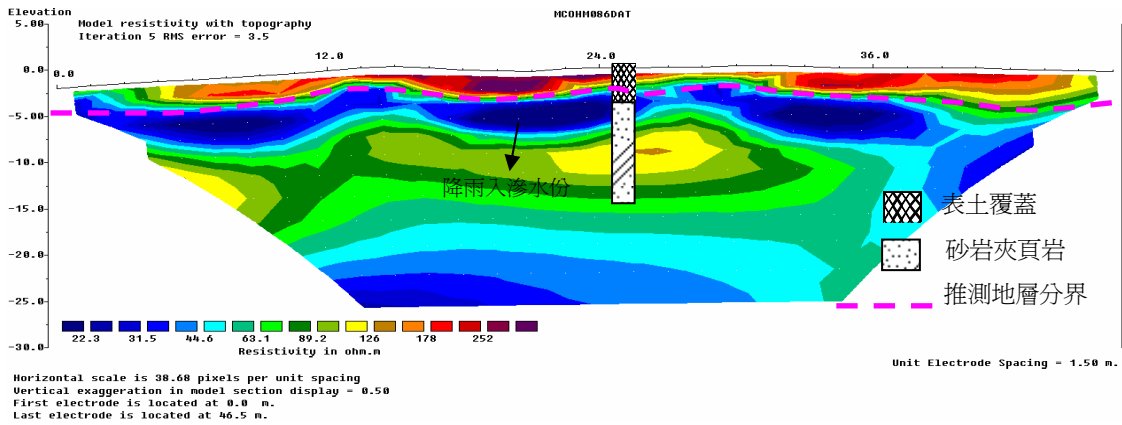 Elevation
MCOHM086DAT
5.00
Model resistivity with topography
Iteration 5 RMS error = 3.5
12.0
24.0
36.0
0.0
0.0
-5.00
-10.0
降雨入滲水份
-15.0
表土覆蓋
-20.0
砂岩夾頁岩
-25.0
推測地層分界
-30.0
22.3
31.5
44.6
63.1
89.2
126
178
252
Resistivity in ohm.m
Unit Electrode Spacing = 1.50 m.
Horizontal scale is 38.68 pixels per unit spacing
Vertical exaggeration in model section display = 0.50
First electrode is located at 0.0 m.
Last electrode is located at 46.5 m.